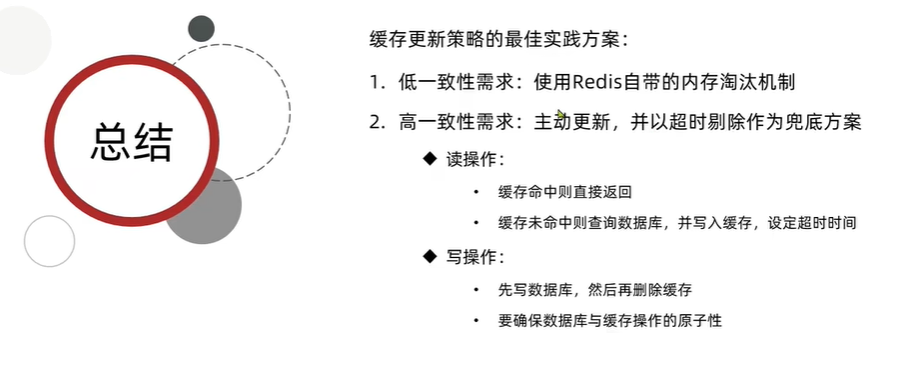 总结
缓存更新策略的最佳实践方案：
1. 低一致性需求：使用Redis自带的内存淘汰机制
2. 高一致性需求：主动更新，并以超时剔除作为兜底方案
◆ 读操作：
• 缓存命中则直接返回
• 缓存未命中则查询数据库，并写入缓存，设定超时时间
◆ 写操作：
• 先写数据库，然后再删除缓存
• 要确保数据库与缓存操作的原子性